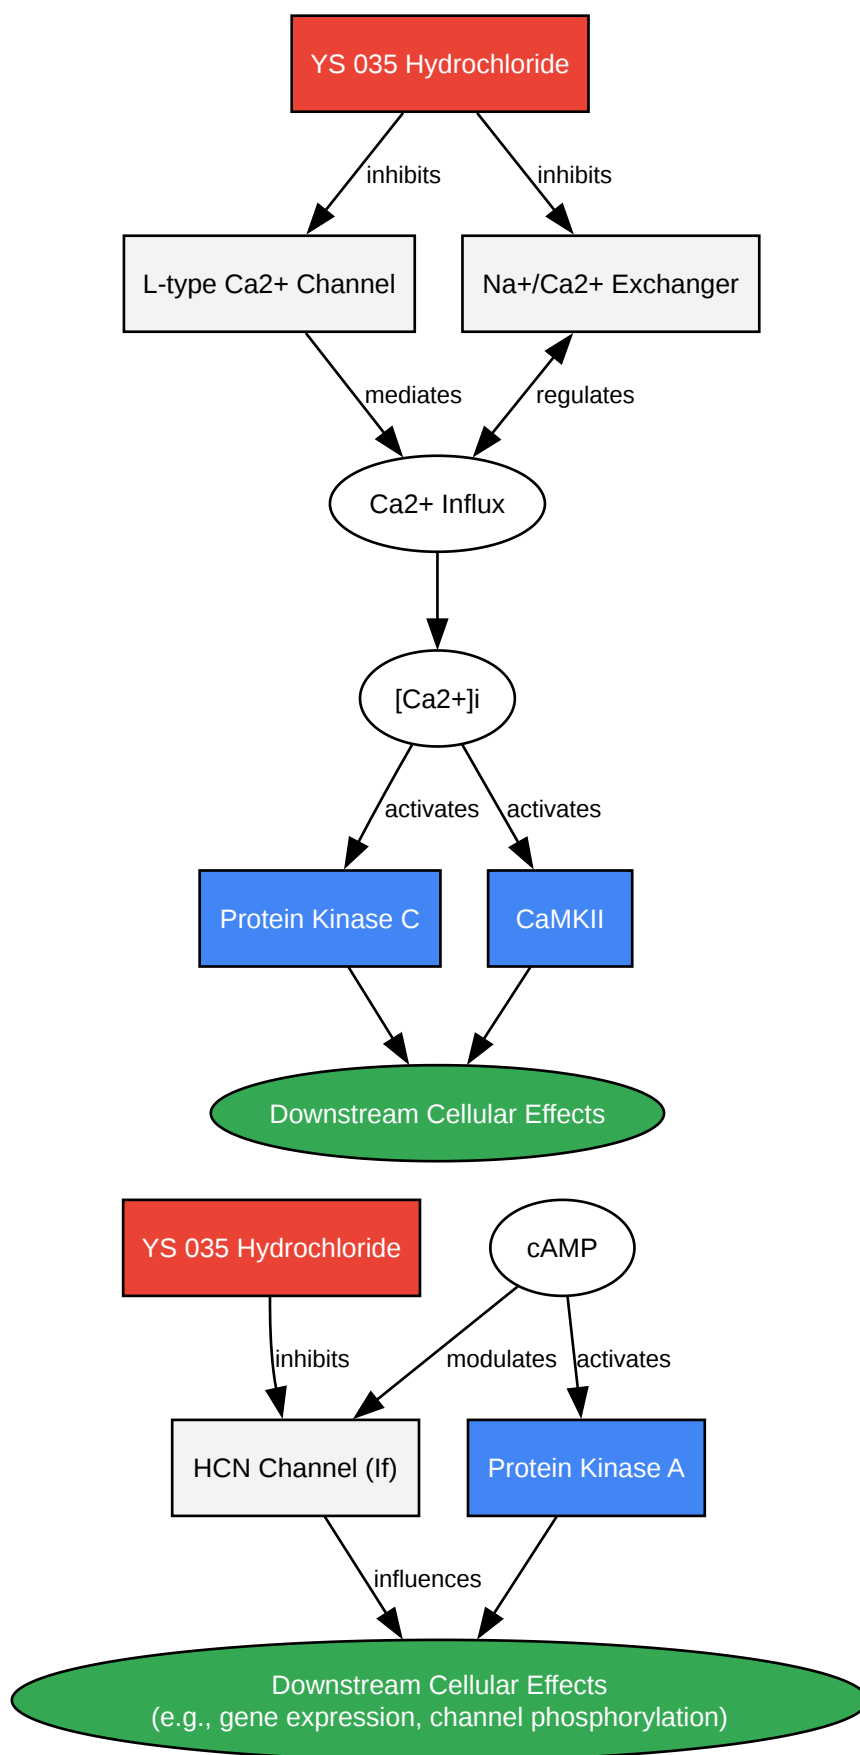 YS 035 Hydrochloride
inhibits
inhibits
L-type Ca2+ Channel
Na+/Ca2+ Exchanger
mediates
regulates
Ca2+ Influx
[Ca2+]i
activates
activates
Protein Kinase C
CaMKII
Downstream Cellular Effects
YS 035 Hydrochloride
cAMP
inhibits
modulates
activates
HCN Channel (If)
Protein Kinase A
influences
Downstream Cellular Effects
(e.g., gene expression, channel phosphorylation)